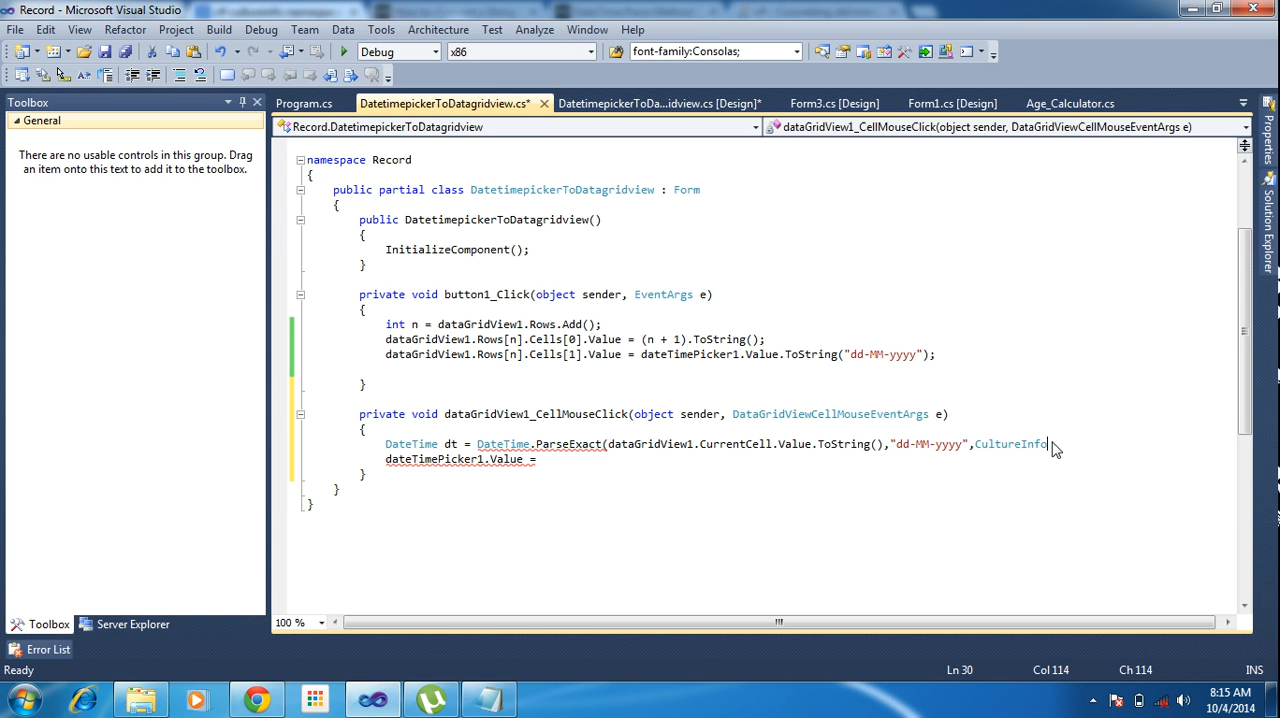 Record - Microsoft Visual Studio
File Edit View Refactor Project Build Debug Team Data Tools Architecture Test Analyze Window Help
Debug x86 font-family:Consolas;
Toolbox
Program.cs DatetimepickerToDatagridview.cs* DatetimepickerToDa...idview.cs [Design]* Form3.cs [Design] Form1.cs [Design] Age_Calculator.cs
General
Record.DatetimepickerToDatagridview dataGridView1_CellMouseClick(object sender, DataGridViewCellMouseEventArgs e)
There are no usable controls in this group. Drag
an item onto this text to add it to the toolbox.
namespace Record
{
public partial class DatetimepickerToDatagridview : Form
{
public DatetimepickerToDatagridview()
{
InitializeComponent();
}
private void button1_Click(object sender, EventArgs e)
{
int n = dataGridView1.Rows.Add();
dataGridView1.Rows[n].Cells[0].Value = (n + 1).ToString();
dataGridView1.Rows[n].Cells[1].Value = dateTimePicker1.Value.ToString("dd-MM-yyyy");
}
private void dataGridView1_CellMouseClick(object sender, DataGridViewCellMouseEventArgs e)
{
DateTime dt = DateTime.ParseExact(dataGridView1.CurrentCell.Value.ToString(),"dd-MM-yyyy",CultureInfo
dateTimePicker1.Value =
}
}
}
Properties
Solution Explorer
100 %
Toolbox Server Explorer
Error List
Ready Ln 30 Col 114 Ch 114 INS
8:15 AM
10/4/2014